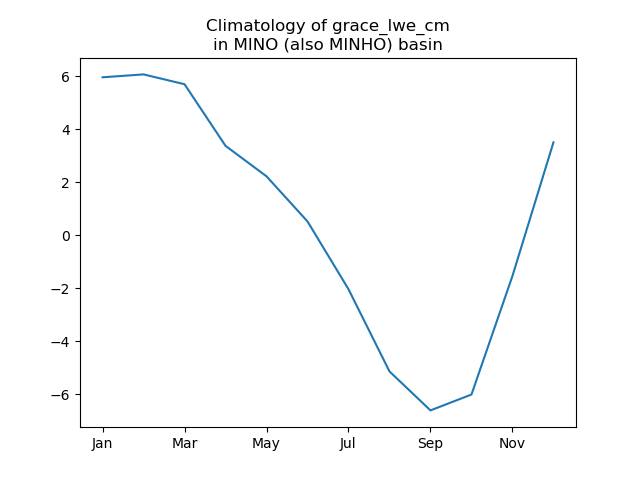 Climatology of grace_lwe_cm
in MINO (also MINHO) basin
6
4
2
0
−2
−4
−6
Jan Mar May Jul Sep Nov